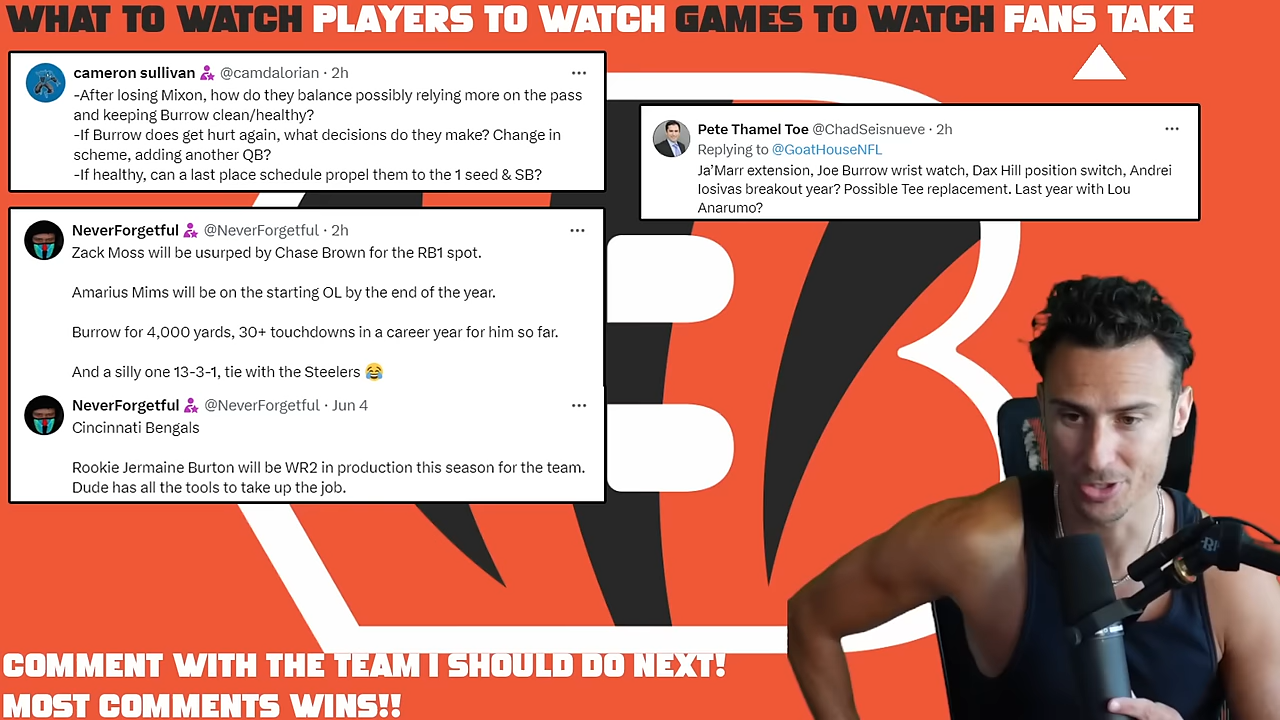 WHAT TO WATCH PLAYERS TO WATCH GAMES TO WATCH FANS TAKE
cameron sullivan @camdalorian · 2h
-After losing Mixon, how do they balance possibly relying more on the pass
and keeping Burrow clean/healthy?
-If Burrow does get hurt again, what decisions do they make? Change in
scheme, adding another QB?
-If healthy, can a last place schedule propel them to the 1 seed & SB?
Pete Thamel Toe @ChadSeisnueve · 2h
Replying to @GoatHouseNFL
Ja'Marr extension, Joe Burrow wrist watch, Dax Hill position switch, Andrei
Iosivas breakout year? Possible Tee replacement. Last year with Lou
Anarumo?
NeverForgetful @NeverForgetful · 2h
Zack Moss will be usurped by Chase Brown for the RB1 spot.
Amarius Mims will be on the starting OL by the end of the year.
Burrow for 4,000 yards, 30+ touchdowns in a career year for him so far.
And a silly one 13-3-1, tie with the Steelers 😂
NeverForgetful @NeverForgetful · Jun 4
Cincinnati Bengals
Rookie Jermaine Burton will be WR2 in production this season for the team.
Dude has all the tools to take up the job.
COMMENT WITH THE TEAM I SHOULD DO NEXT!
MOST COMMENTS WINS!!